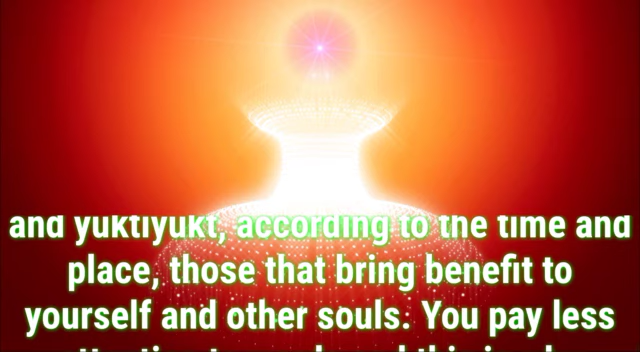 and yuktiyukt, according to the time and
place, those that bring benefit to
yourself and other souls. You pay less